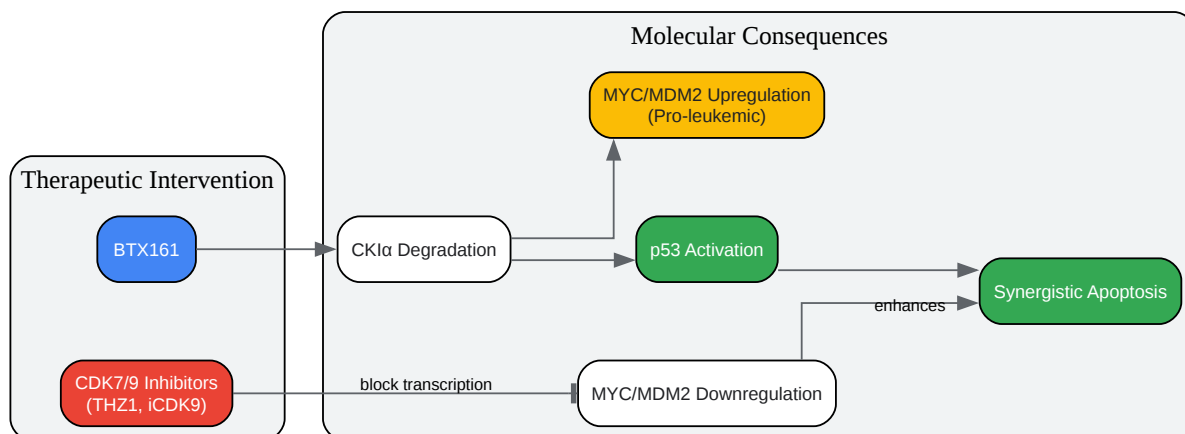 Molecular Consequences
MYC/MDM2 Upregulation
(Pro-leukemic)
Therapeutic Intervention
BTX161
CKIα Degradation
p53 Activation
Synergistic Apoptosis
enhances
CDK7/9 Inhibitors
(THZ1, iCDK9)
block transcription
MYC/MDM2 Downregulation